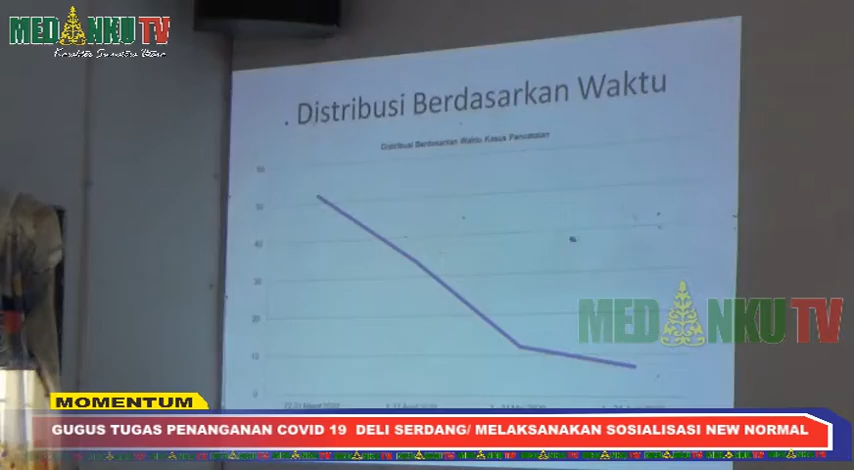 MEDANKU TV
. Distribusi Berdasarkan Waktu
Distribusi Berdasarkan Waktu Kasus
60
50
40
30
20
10
0
MEDANKU TV
MOMENTUM
GUGUS TUGAS PENANGANAN COVID 19 DELI SERDANG/ MELAKSANAKAN SOSIALISASI NEW NORMAL